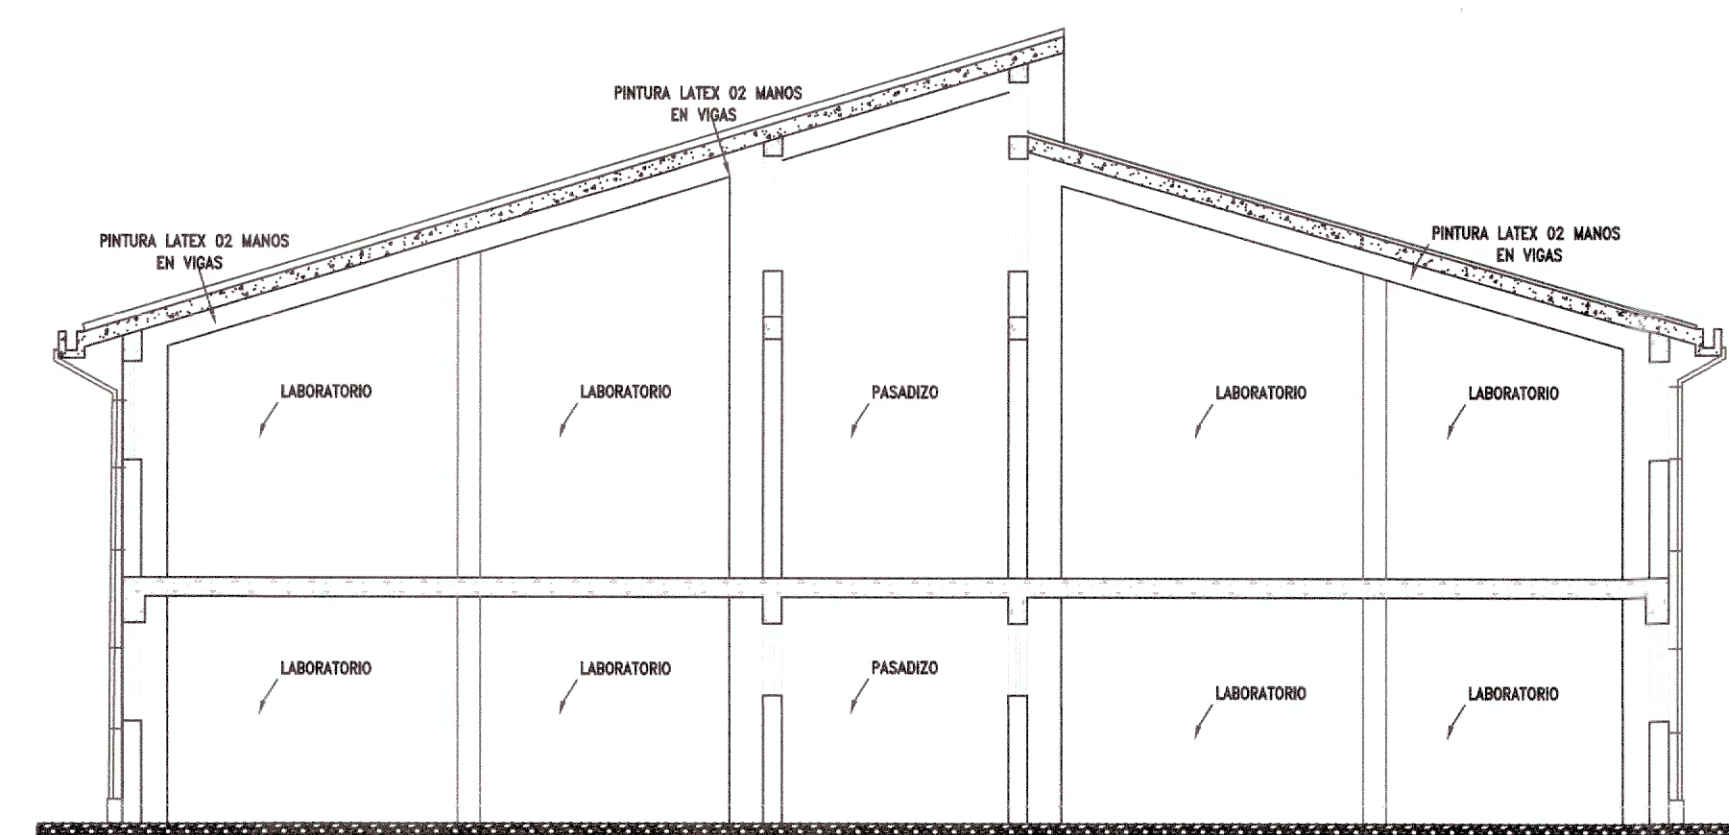 PINTURA LATEX 02 MANOS
EN VIGAS
PINTURA LATEX 02 MANOS
EN VIGAS
PINTURA LATEX 02 MANOS
EN VIGAS
LABORATORIO
LABORATORIO
PASADIZO
LABORATORIO
LABORATORIO
LABORATORIO
LABORATORIO
PASADIZO
LABORATORIO
LABORATORIO